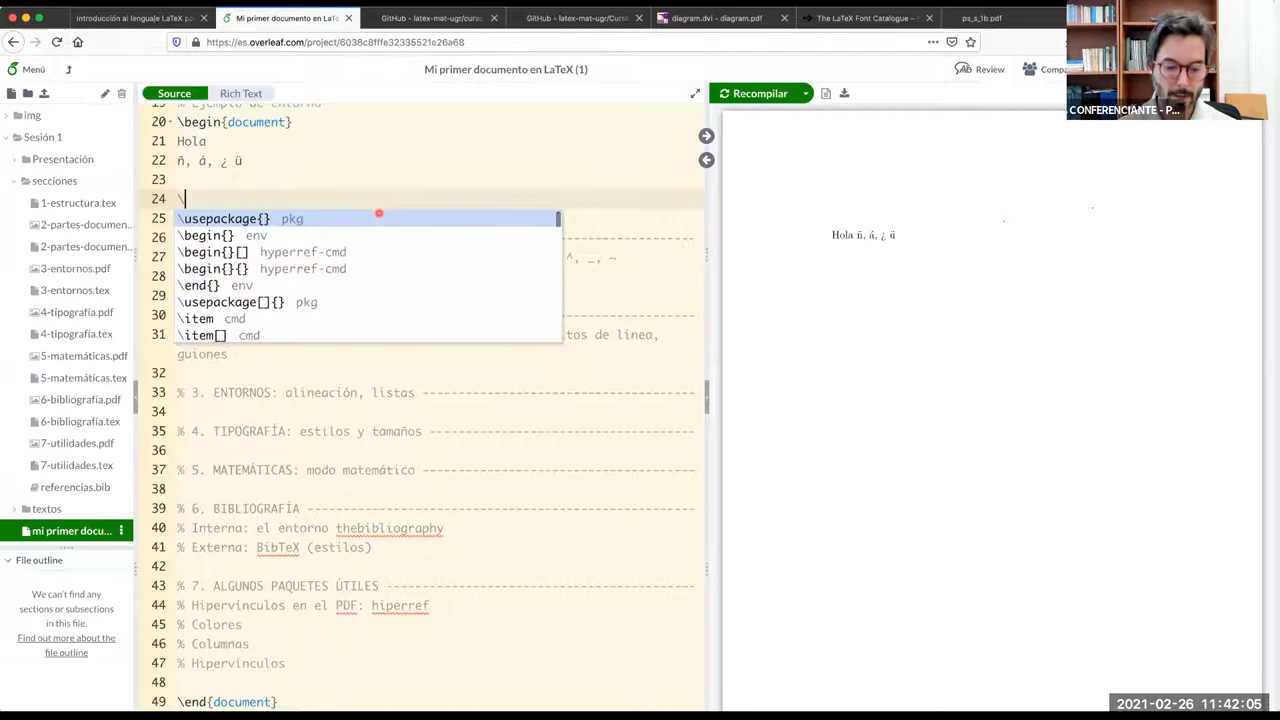 Introducción al lenguaje LaTeX pa
Mi primer documento en LaTe
GitHub - latex-mat-ugr/curso
GitHub - latex-mat-ugr/Curso
diagram.dvi - diagram.pdf
The LaTeX Font Catalogue –
ps_s_1b.pdf
https://es.overleaf.com/project/6038c8fffe32335521e26a68
Menú
Mi primer documento en LaTeX (1)
Review
Comp
CONFERENCIANTE - P...
Source
Rich Text
Recompilar
img
Sesión 1
Presentación
secciones
1-estructura.tex
2-partes-documen...
2-partes-documen...
3-entornos.pdf
3-entornos.tex
4-tipografía.pdf
4-tipografía.tex
5-matemáticas.pdf
5-matemáticas.tex
6-bibliografía.pdf
6-bibliografía.tex
7-utilidades.pdf
7-utilidades.tex
referencias.bib
textos
mi primer docu...
File outline
We can't find any
sections or subsections
in this file.
Find out more about the
file outline
19 % Ejemplo de entorno
20 \begin{document}
21 Hola
22 ñ, á, ¿ ü
23
24 \
25
26
27 ^, _, ~
28
29
30
31 tos de línea,
guiones
32
33 % 3. ENTORNOS: alineación, listas ------------------------------
34
35 % 4. TIPOGRAFÍA: estilos y tamaños ------------------------------
36
37 % 5. MATEMÁTICAS: modo matemático ------------------------------
38
39 % 6. BIBLIOGRAFÍA ------------------------------------------
40 % Interna: el entorno thebibliography
41 % Externa: BibTeX (estilos)
42
43 % 7. ALGUNOS PAQUETES ÚTILES ----------------------------------
44 % Hipervínculos en el PDF: hiperref
45 % Colores
46 % Columnas
47 % Hipervínculos
48
49 \end{document}
\usepackage{} pkg
\begin{} env
\begin{}[] hyperref-cmd
\begin{}{} hyperref-cmd
\end{} env
\usepackage[]{} pkg
\item cmd
\item[] cmd
Hola ñ, á, ¿ ü
2021-02-26 11:42:05